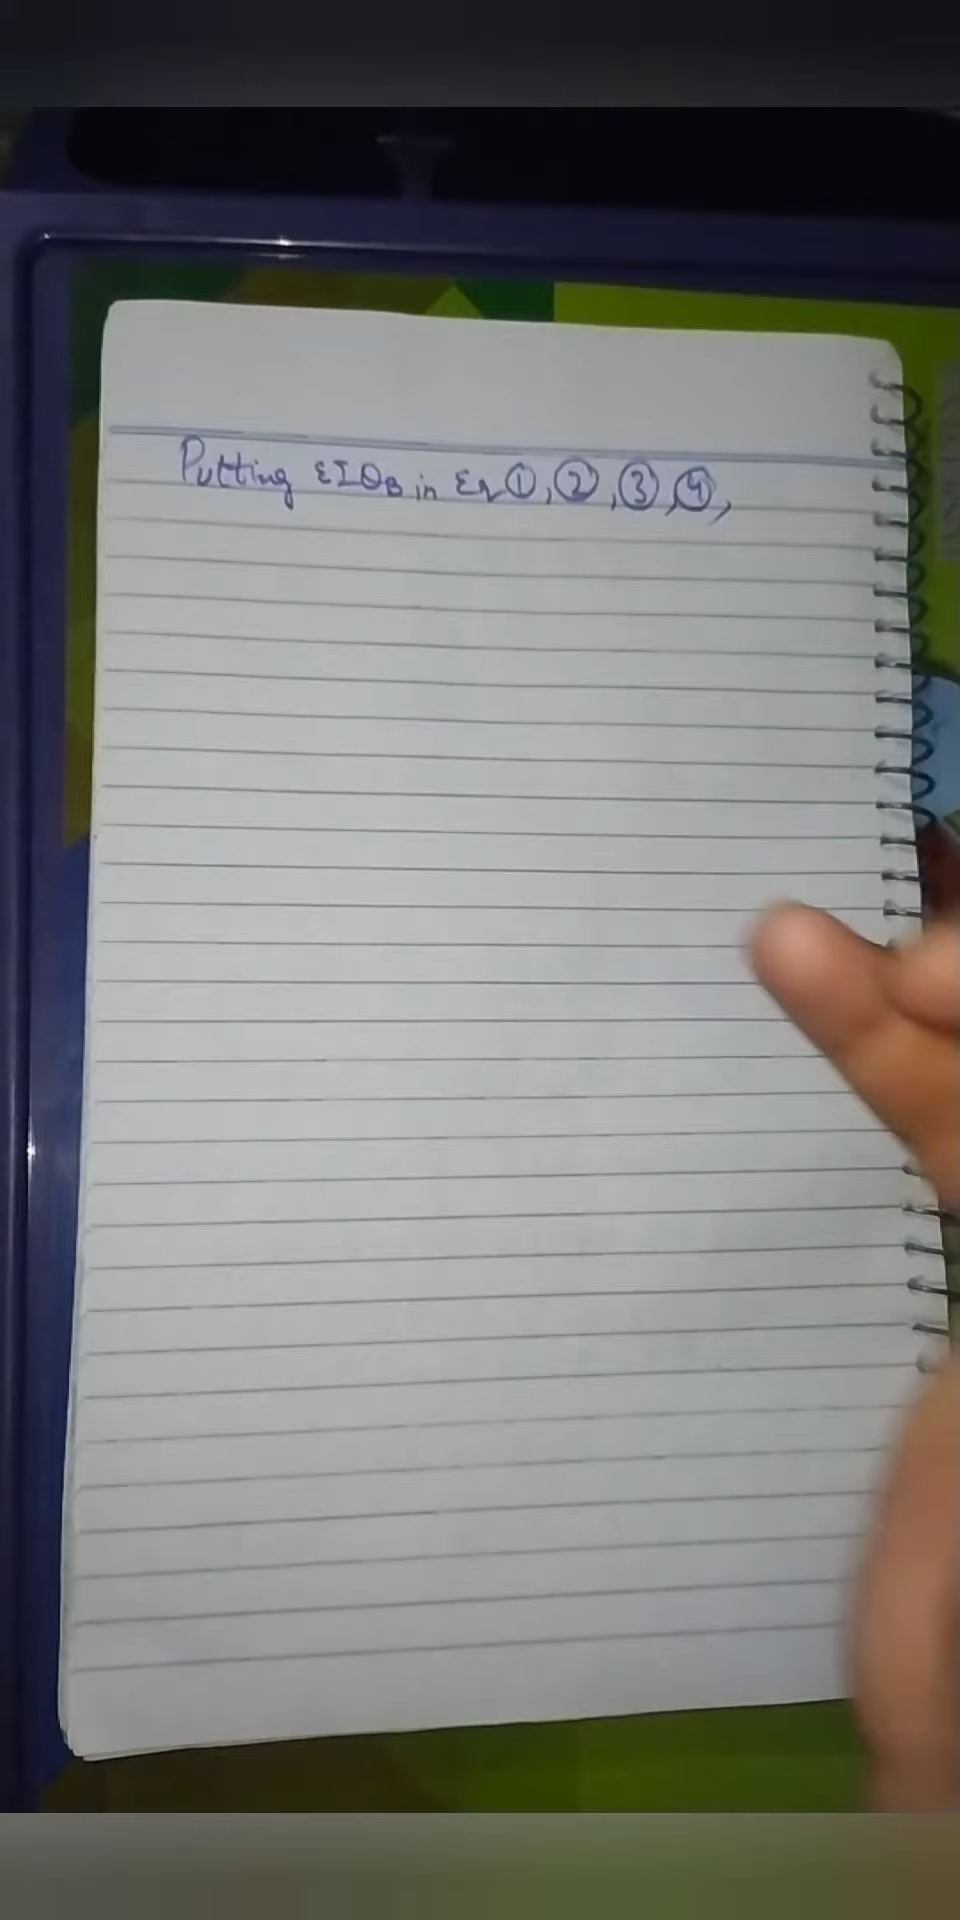 Putting EIθB in Eq ①, ②, ③, ④,